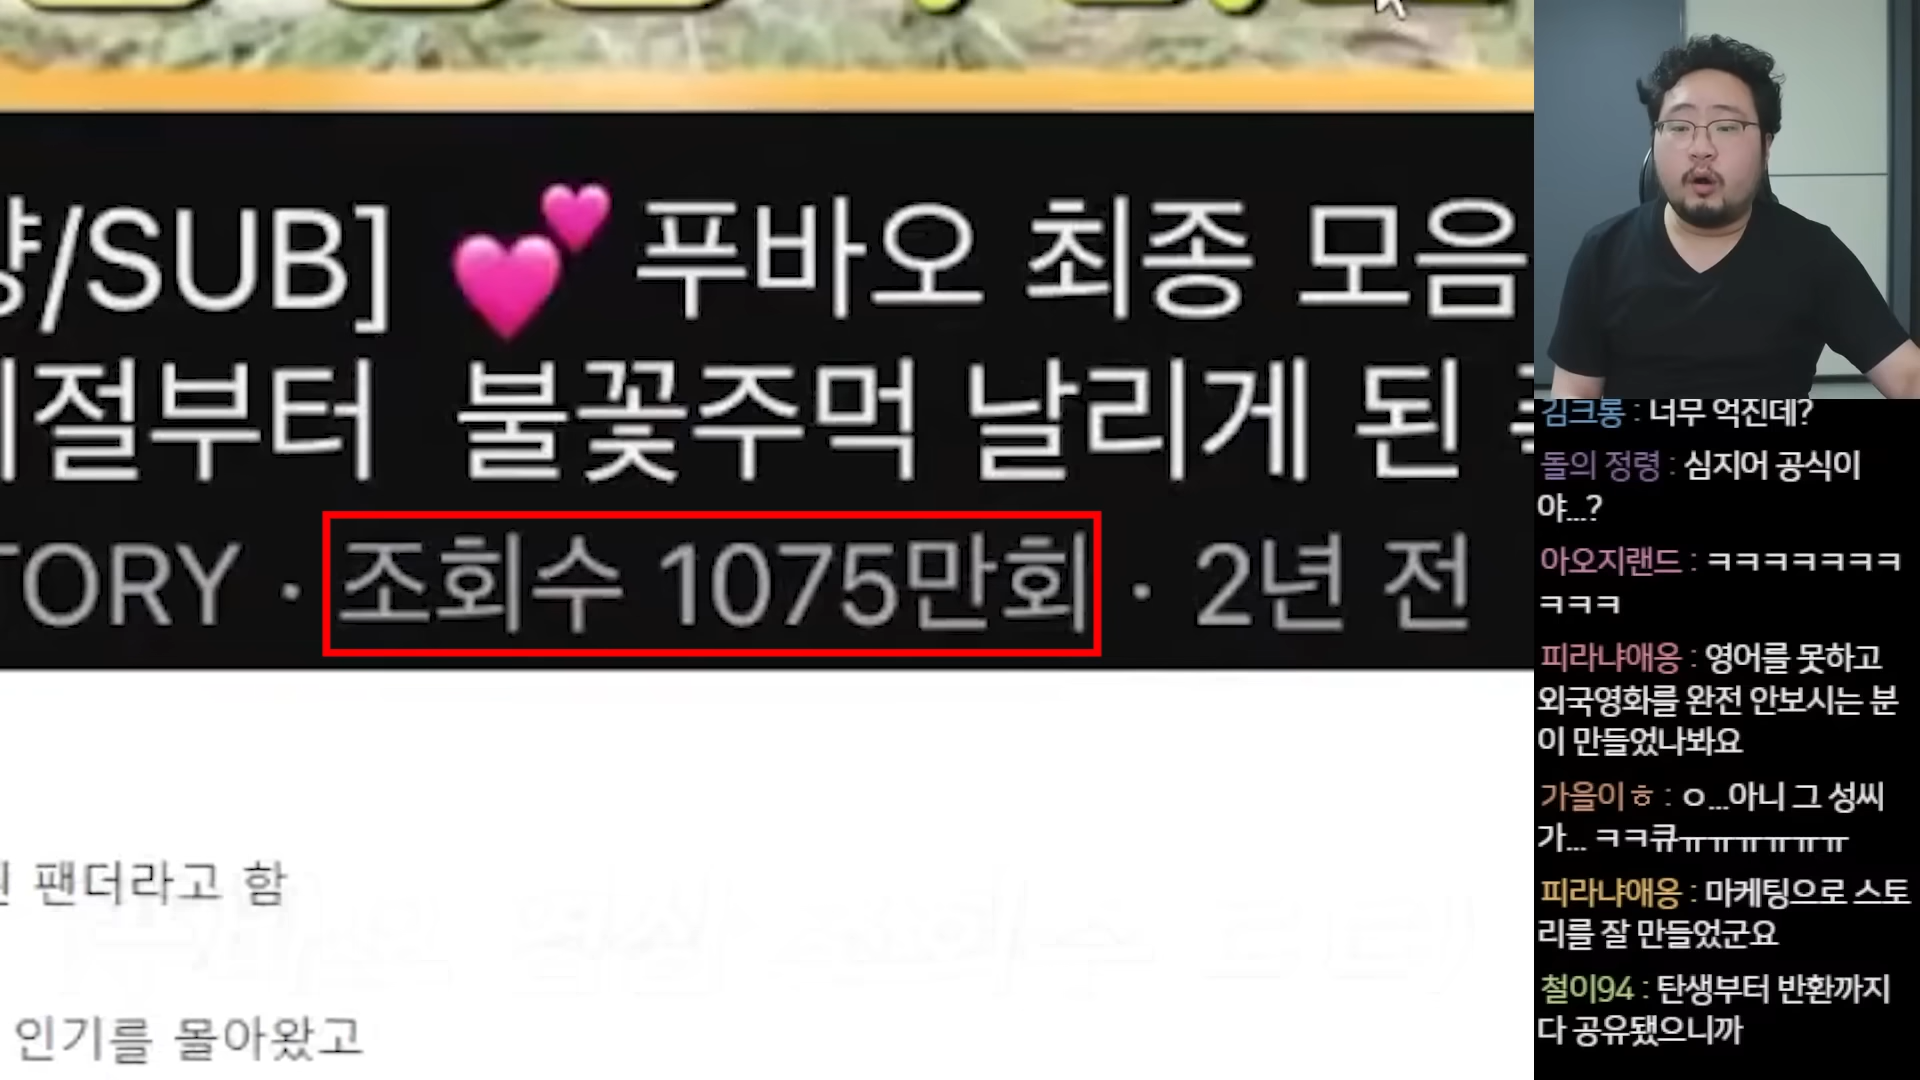 /SUB] 💕푸바오 최종 모음
절부터 불꽃주먹 날리게 된
TORY · 조회수 1075만회 · 2년 전
팬더라고 함
인기를 몰아왔고
김크롱 : 너무 억진데?
돌의 정령 : 심지어 공식이
야...?
아오지랜드 : ㅋㅋㅋㅋㅋㅋㅋ
ㅋㅋㅋ
피라냐애옹 : 영어를 못하고
외국영화를 완전 안보시는 분
이 만들었나봐요
가을이ㅎ : ㅇ...아니 그 성씨
가... ㅋㅋ큐ㅠㅠㅠㅠㅠㅠ
피라냐애옹 : 마케팅으로 스토
리를 잘 만들었군요
철이94 : 탄생부터 반환까지
다 공유됐으니까